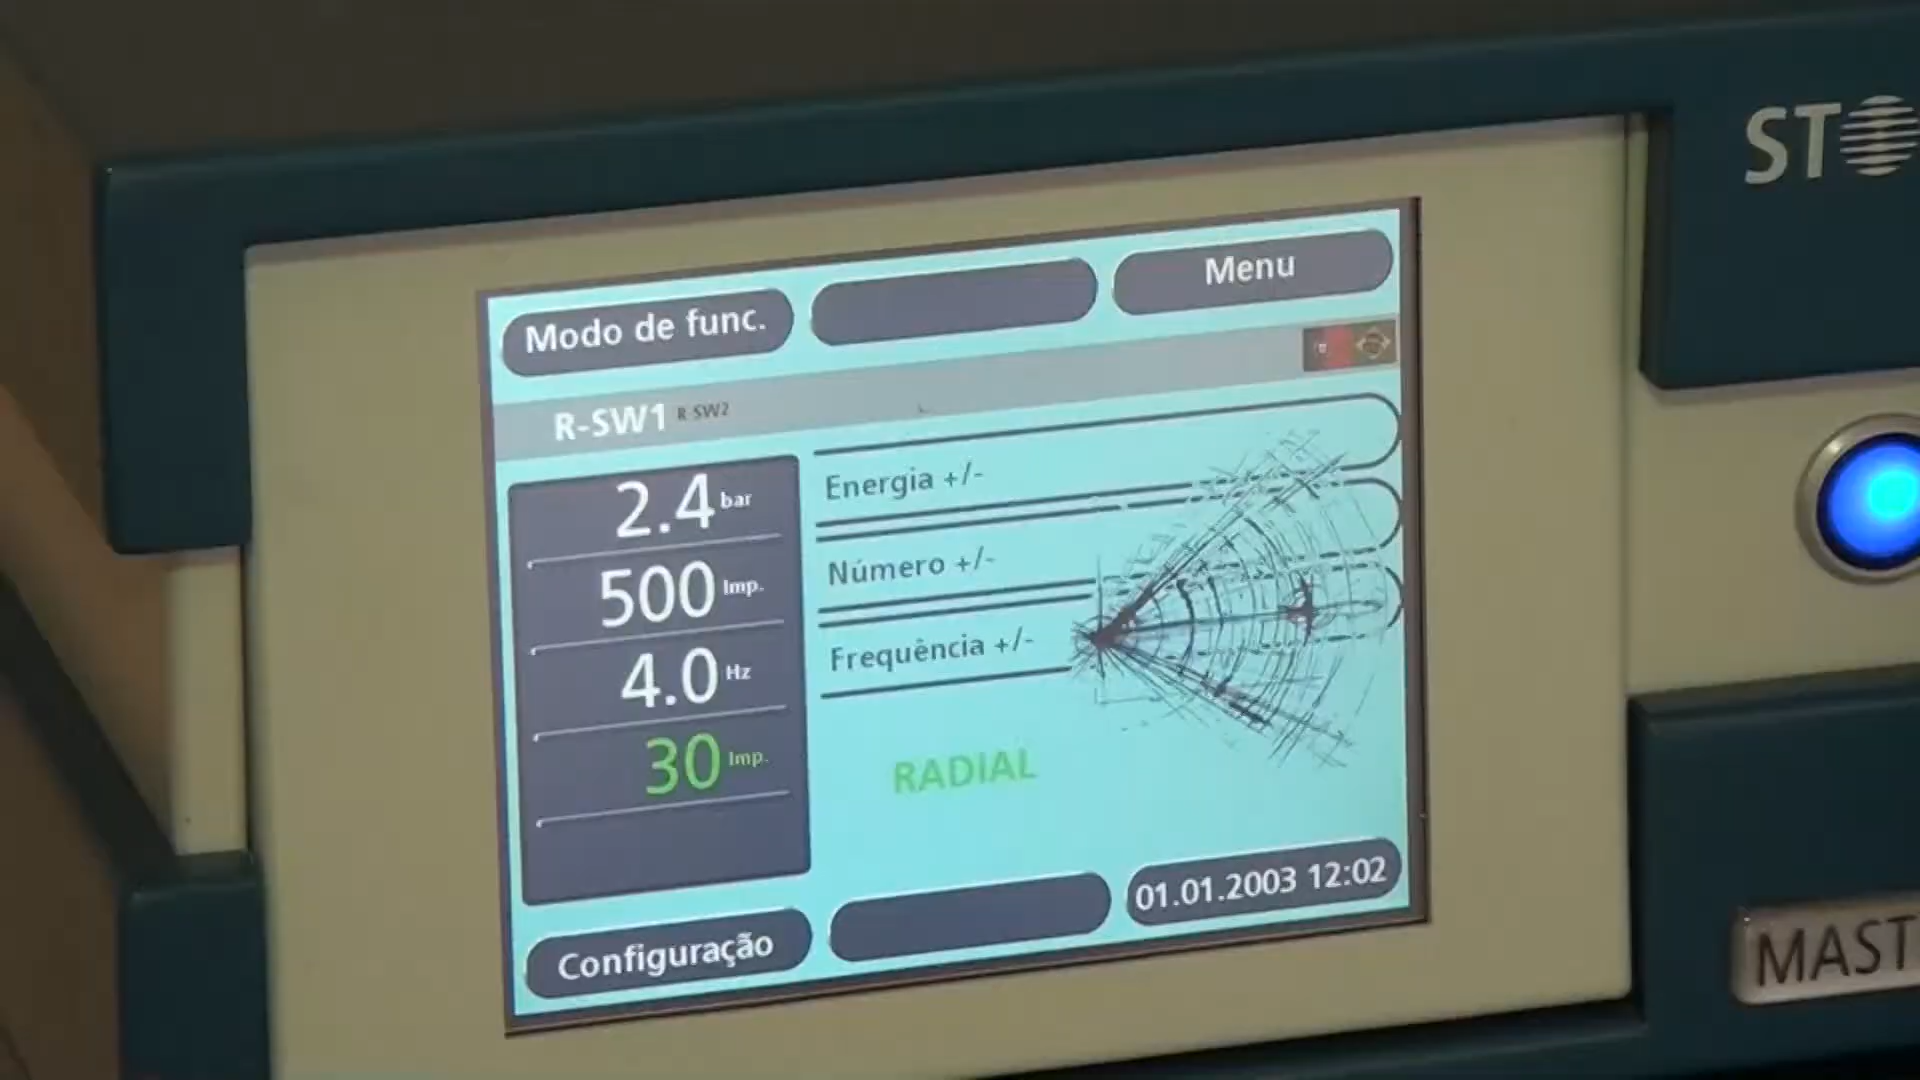 ST
Modo de func.
Menu
R-SW1 R-SW2
2.4 bar
Energia +/-
500 Imp.
Número +/-
4.0 Hz
Frequência +/-
30 Imp.
RADIAL
Configuração
01.01.2003 12:02
MAST